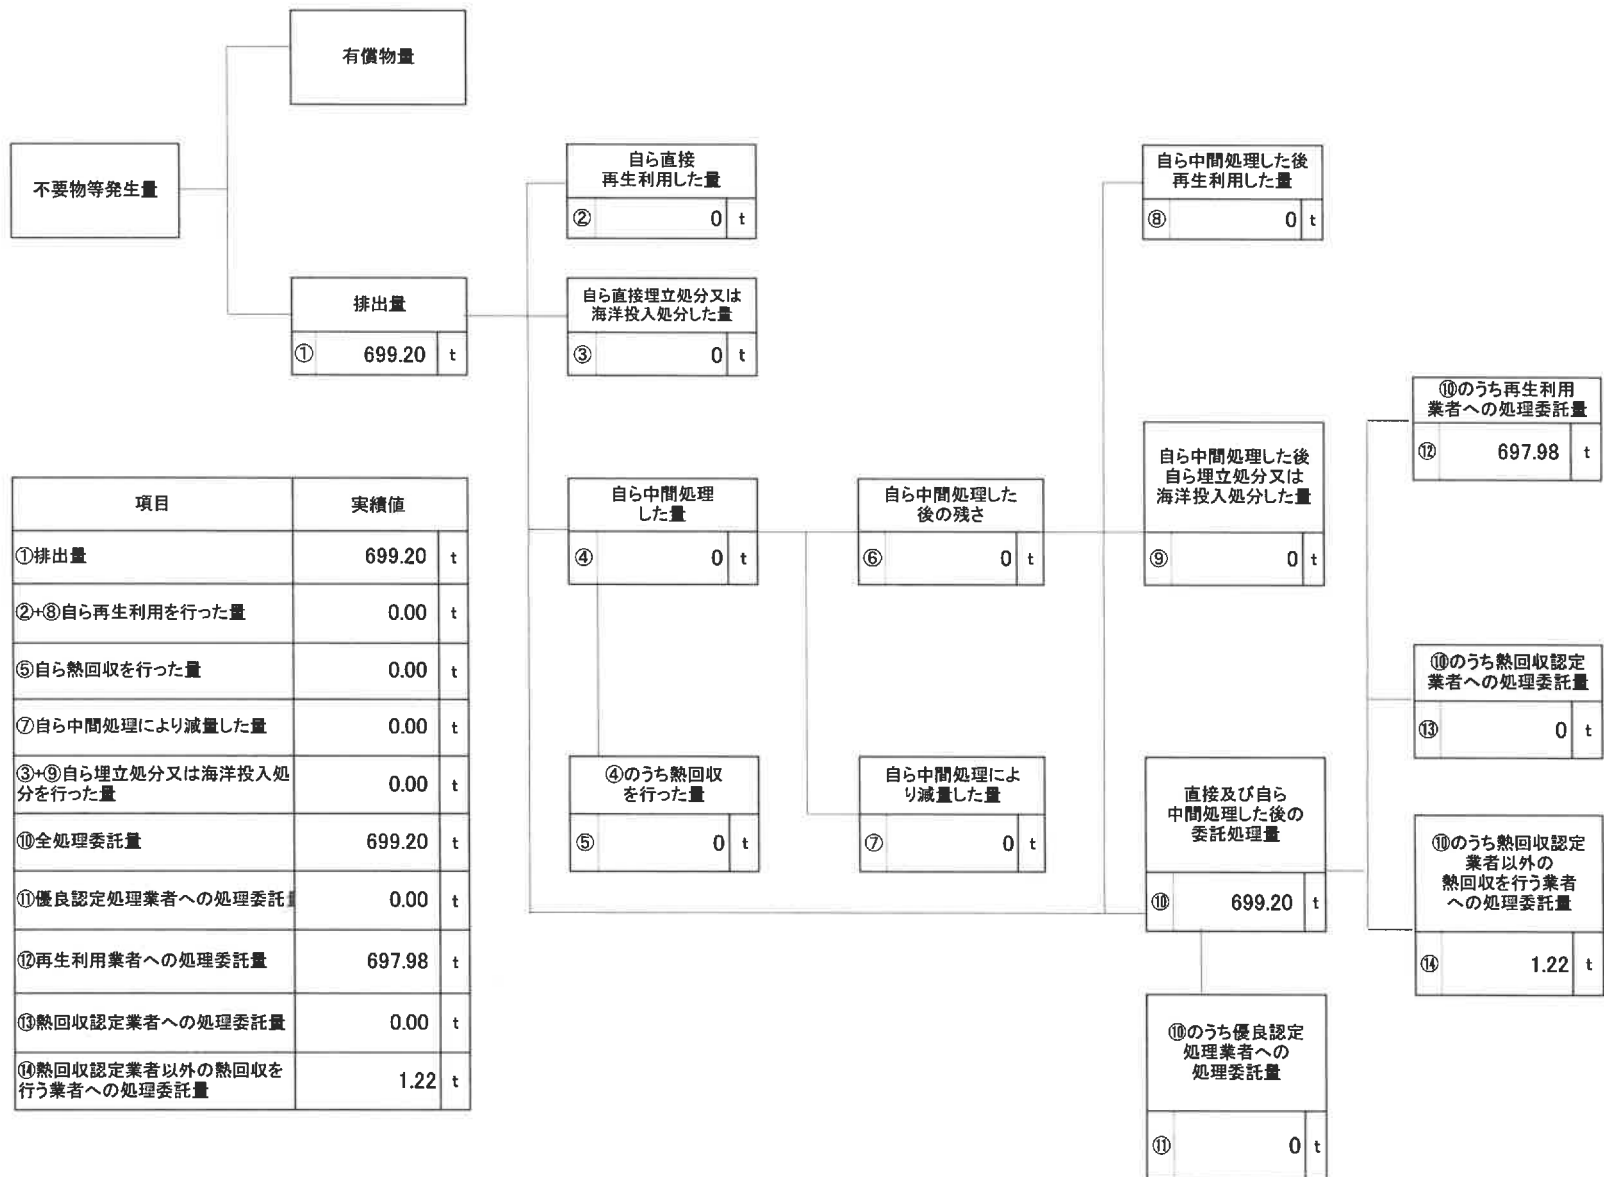 有償物量
不要物等発生量
排出量
① 699.20 t
自ら直接
再生利用した量
② 0 t
自ら直接埋立処分又は
海洋投入処分した量
③ 0 t
自ら中間処理
した量
④ 0 t
④のうち熱回収
を行った量
⑤ 0 t
自ら中間処理した
後の残さ
⑥ 0 t
自ら中間処理によ
り減量した量
⑦ 0 t
自ら中間処理した後
再生利用した量
⑧ 0 t
自ら中間処理した後
自ら埋立処分又は
海洋投入処分した量
⑨ 0 t
直接及び自ら
中間処理した後の
委託処理量
⑩ 699.20 t
⑩のうち優良認定
処理業者への
処理委託量
⑪ 0 t
⑩のうち再生利用
業者への処理委託量
⑫ 697.98 t
⑩のうち熱回収認定
業者への処理委託量
⑬ 0 t
⑩のうち熱回収認定
業者以外の
熱回収を行う業者
への処理委託量
⑭ 1.22 t
項目 実績値
①排出量 699.20 t
②+⑧自ら再生利用を行った量 0.00 t
⑤自ら熱回収を行った量 0.00 t
⑦自ら中間処理により減量した量 0.00 t
③+⑨自ら埋立処分又は海洋投入処
分を行った量 0.00 t
⑩全処理委託量 699.20 t
⑪優良認定処理業者への処理委託 0.00 t
⑫再生利用業者への処理委託量 697.98 t
⑬熱回収認定業者への処理委託量 0.00 t
⑭熱回収認定業者以外の熱回収を
行う業者への処理委託量 1.22 t